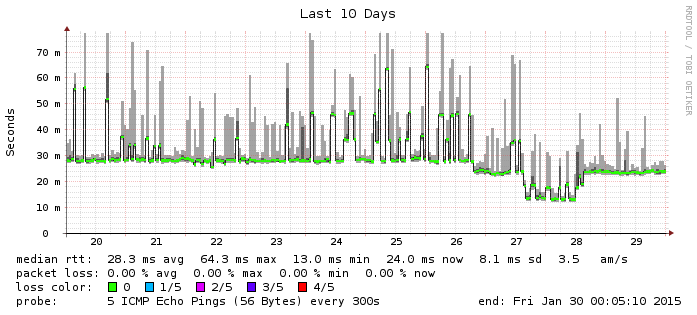 Last 10 Days
RRDTOOL / TOBI OETIKER
Seconds
70 m
60 m
50 m
40 m
30 m
20 m
10 m
0
20 21 22 23 24 25 26 27 28 29
median rtt: 28.3 ms avg 64.3 ms max 13.0 ms min 24.0 ms now 8.1 ms sd 3.5 am/s
packet loss: 0.00 % avg 0.00 % max 0.00 % min 0.00 % now
loss color: 0 1/5 2/5 3/5 4/5
probe: 5 ICMP Echo Pings (56 Bytes) every 300s end: Fri Jan 30 00:05:10 2015